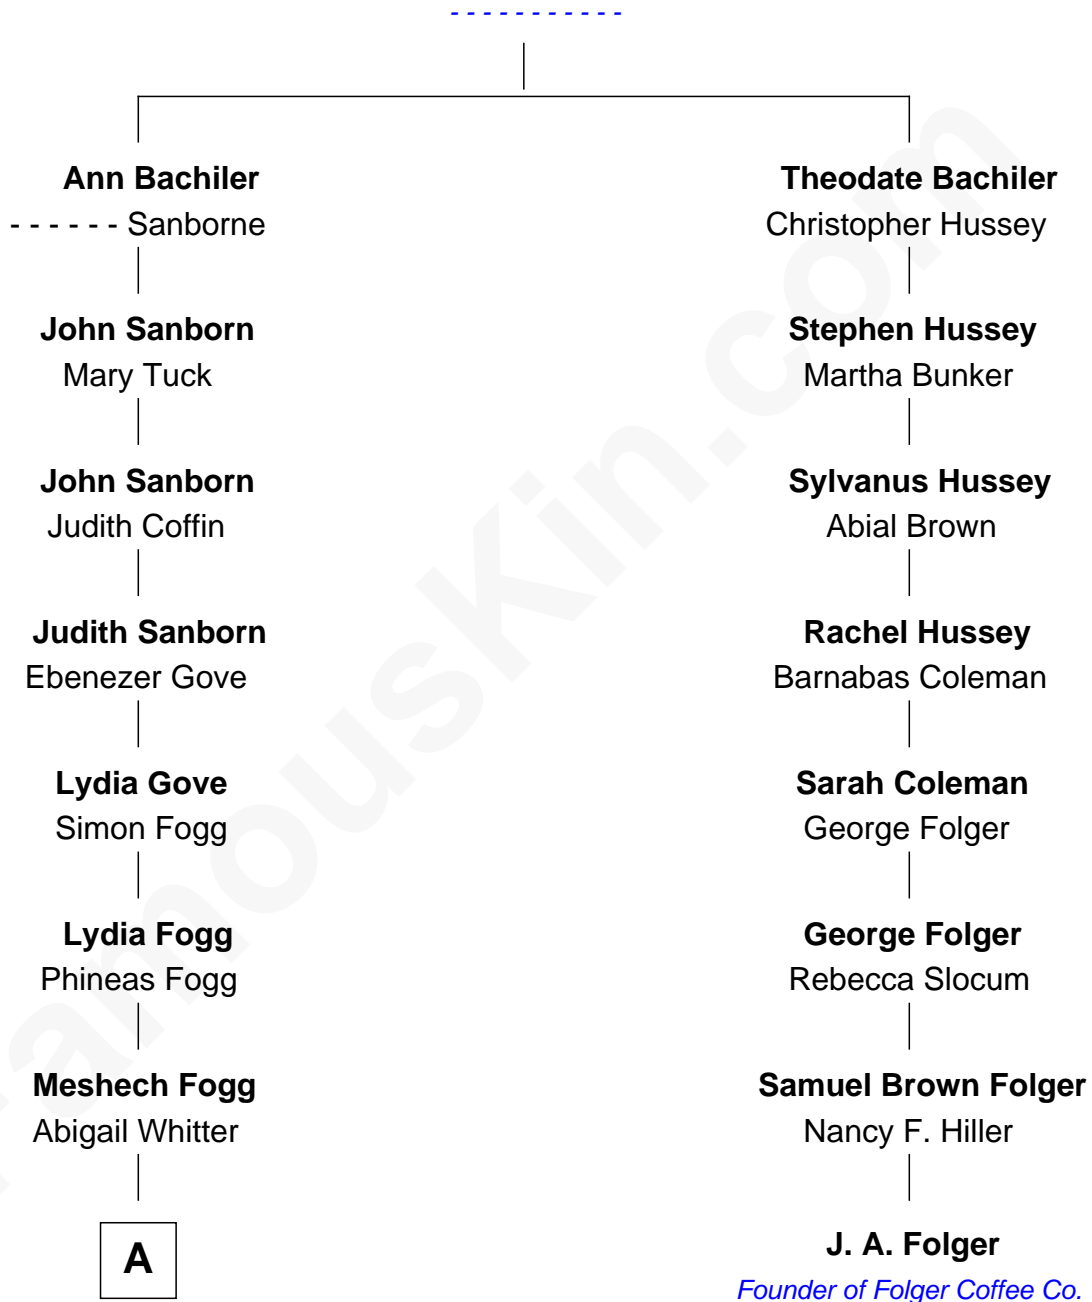 - - - - - - - - - - -
Ann Bachiler
Theodate Bachiler
- - - - - - Sanborne
Christopher Hussey
John Sanborn
Stephen Hussey
Mary Tuck
Martha Bunker
John Sanborn
Sylvanus Hussey
Judith Coffin
Abial Brown
Judith Sanborn
Rachel Hussey
Ebenezer Gove
Barnabas Coleman
Lydia Gove
Sarah Coleman
Simon Fogg
George Folger
Lydia Fogg
George Folger
Phineas Fogg
Rebecca Slocum
Meshech Fogg
Samuel Brown Folger
Abigail Whitter
Nancy F. Hiller
A
J. A. Folger
Founder of Folger Coffee Co.
FamousKin.com